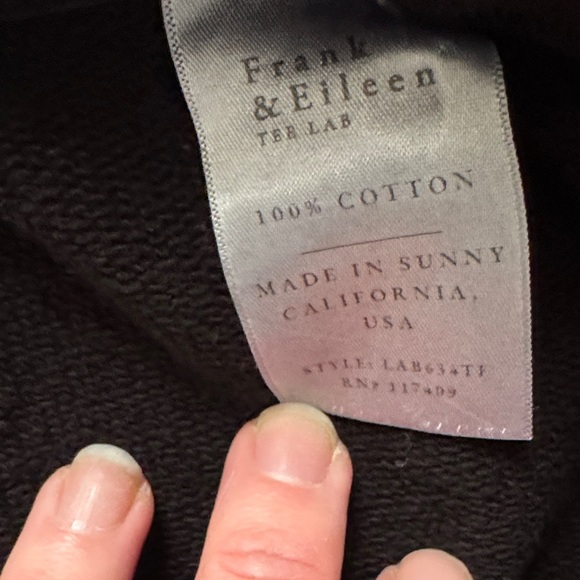 Frank
&Eileen
TEE LAB
100% COTTON
MADE IN SUNNY
CALIFORNIA,
USA
STYLE: LAB634TF
RN# 117409